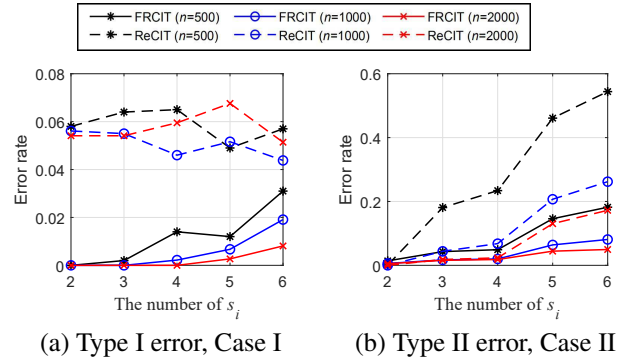 FRCIT (n=500) FRCIT (n=1000) FRCIT (n=2000)
ReCIT (n=500) ReCIT (n=1000) ReCIT (n=2000)
0.08
0.06
0.04
0.02
0
Error rate
2 3 4 5 6
The number of s_i
(a) Type I error, Case I
0.6
0.4
0.2
0
Error rate
2 3 4 5 6
The number of s_i
(b) Type II error, Case II